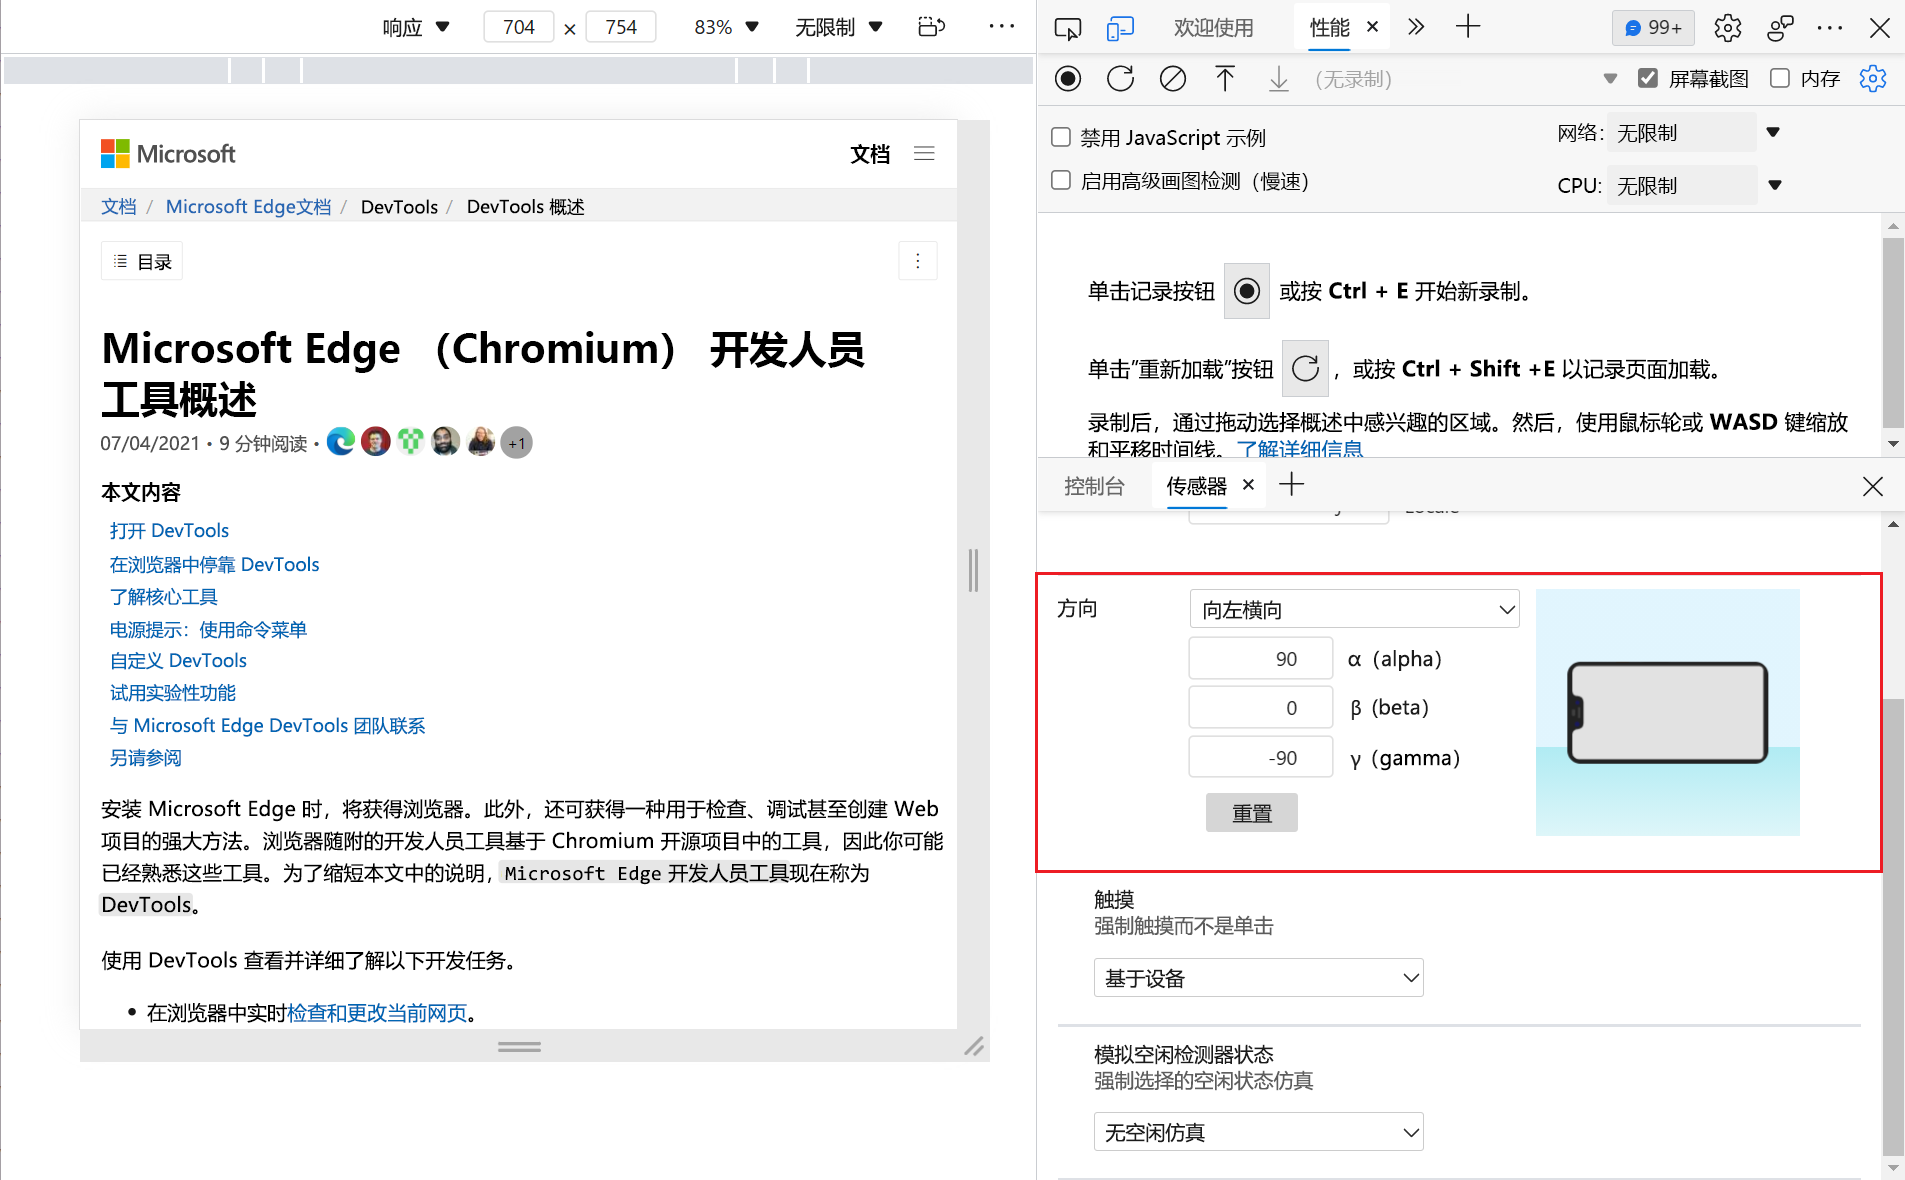 响应
704 × 754
83%
无限制
Microsoft
文档
文档 / Microsoft Edge文档 / DevTools / DevTools 概述
目录
Microsoft Edge （Chromium） 开发人员
工具概述
07/04/2021 • 9 分钟阅读 •
+1
本文内容
打开 DevTools
在浏览器中停靠 DevTools
了解核心工具
电源提示：使用命令菜单
自定义 DevTools
试用实验性功能
与 Microsoft Edge DevTools 团队联系
另请参阅
安装 Microsoft Edge 时，将获得浏览器。此外，还可获得一种用于检查、调试甚至创建 Web
项目的强大方法。浏览器随附的开发人员工具基于 Chromium 开源项目中的工具，因此你可能
已经熟悉这些工具。为了缩短本文中的说明，Microsoft Edge 开发人员工具现在称为
DevTools。
使用 DevTools 查看并详细了解以下开发任务。
• 在浏览器中实时检查和更改当前网页。
欢迎使用
性能
99+
(无录制)
屏幕截图
内存
禁用 JavaScript 示例
网络: 无限制
启用高级画图检测（慢速）
CPU: 无限制
单击记录按钮 或按 Ctrl + E 开始新录制。
单击”重新加载”按钮 ，或按 Ctrl + Shift +E 以记录页面加载。
录制后，通过拖动选择概述中感兴趣的区域。然后，使用鼠标轮或 WASD 键缩放
和平移时间线。了解详细信息
控制台
传感器
方向
向左横向
90 α（alpha）
0 β (beta)
-90 γ（gamma）
重置
触摸
强制触摸而不是单击
基于设备
模拟空闲检测器状态
强制选择的空闲状态仿真
无空闲仿真